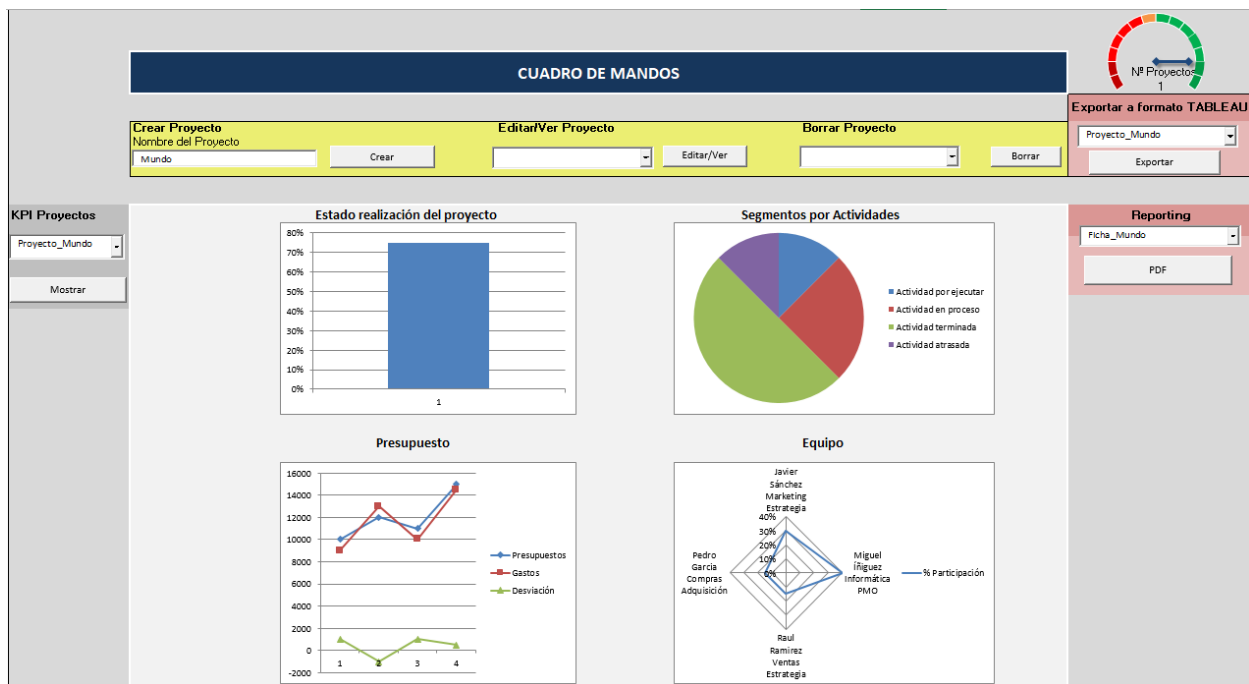 CUADRO DE MANDOS
Nº Proyectos
1
Exportar a formato TABLEAU
Proyecto_Mundo
Exportar
Crear Proyecto
Nombre del Proyecto
Mundo
Crear
Editar/Ver Proyecto
Editar/Ver
Borrar Proyecto
Borrar
KPI Proyectos
Proyecto_Mundo
Mostrar
Estado realización del proyecto
80%
70%
60%
50%
40%
30%
20%
10%
0%
1
Segmentos por Actividades
Actividad por ejecutar
Actividad en proceso
Actividad terminada
Actividad atrasada
Reporting
Ficha_Mundo
PDF
Presupuesto
16000
14000
12000
10000
8000
6000
4000
2000
0
-2000
1 2 3 4
Presupuestos
Gastos
Desviación
Equipo
Javier
Sánchez
Marketing
Estrategia
40%
30%
20%
10%
0%
Miguel
Íñiguez
Informática
PMO
Raul
Ramirez
Ventas
Estrategia
Pedro
Garcia
Compras
Adquisición
% Participación